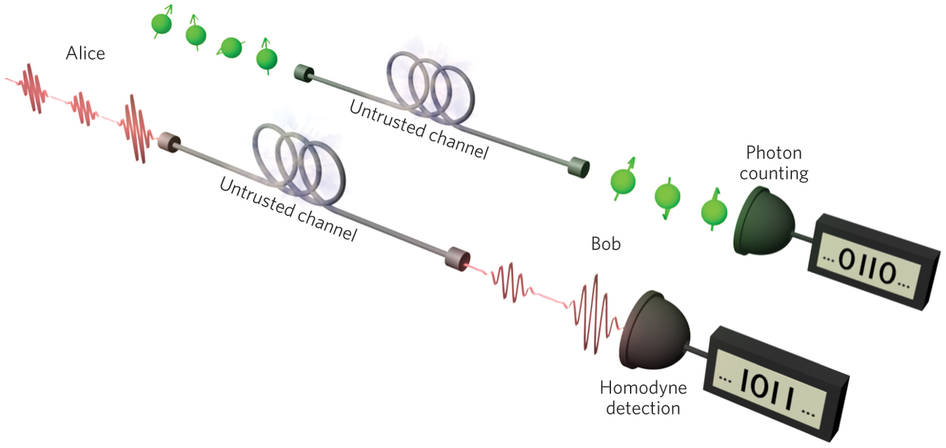 Alice
Untrusted channel
Untrusted channel
Photon
counting
Bob
...0110...
Homodyne
detection
... 1011 ...